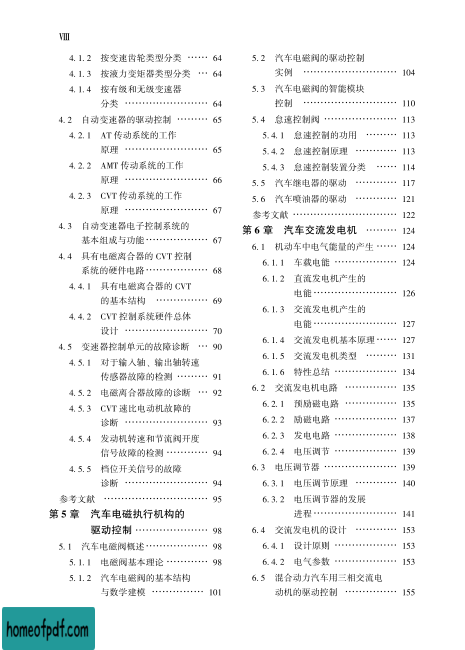 Ⅷ
4.1.2 按变速齿轮类型分类 …… 64
4.1.3 按液力变矩器类型分类 … 64
4.1.4 按有级和无级变速器
分类 …………………… 64
4.2 自动变速器的驱动控制 ……… 65
4.2.1 AT传动系统的工作
原理 …………………… 65
4.2.2 AMT传动系统的工作
原理 …………………… 66
4.2.3 CVT传动系统的工作
原理 …………………… 67
4.3 自动变速器电子控制系统的
基本组成与功能……………… 67
4.4 具有电磁离合器的CVT控制
系统的硬件电路……………… 68
4.4.1 具有电磁离合器的CVT
的基本结构 …………… 69
4.4.2 CVT控制系统硬件总体
设计 …………………… 70
4.5 变速器控制单元的故障诊断 … 90
4.5.1 对于输入轴、输出轴转速
传感器故障的检测 ……… 91
4.5.2 电磁离合器故障的诊断 … 92
4.5.3 CVT速比电动机故障的
诊断 …………………… 93
4.5.4 发动机转速和节流阀开度
信号故障的检测 ………… 94
4.5.5 档位开关信号的故障
诊断 …………………… 94
参考文献 ………………………… 95
第5章 汽车电磁执行机构的
驱动控制 ………………… 98
5.1 汽车电磁阀概述……………… 98
5.1.1 电磁阀基本理论 ………… 98
5.1.2 汽车电磁阀的基本结构
与数学建模 …………… 101
5.2 汽车电磁阀的驱动控制
实例 ……………………… 104
5.3 汽车电磁阀的智能模块
控制 ……………………… 110
5.4 怠速控制阀 ………………… 113
5.4.1 怠速控制的功用 ……… 113
5.4.2 怠速控制原理 ………… 113
5.4.3 怠速控制装置分类 …… 114
5.5 汽车继电器的驱动 ………… 117
5.6 汽车喷油器的驱动 ………… 121
参考文献 ………………………… 122
第6章 汽车交流发电机 ……… 124
6.1 机动车中电气能量的产生 …… 124
6.1.1 车载电能 ……………… 124
6.1.2 直流发电机产生的
电能…………………… 126
6.1.3 交流发电机产生的
电能…………………… 127
6.1.4 交流发电机基本原理…… 127
6.1.5 交流发电机类型 ……… 131
6.1.6 特性总结 ……………… 134
6.2 交流发电机电路 …………… 135
6.2.1 预励磁电路 …………… 135
6.2.2 励磁电路 ……………… 137
6.2.3 发电电路 ……………… 138
6.2.4 电压调节 ……………… 139
6.3 电压调节器 ………………… 139
6.3.1 电压调节原理 ………… 140
6.3.2 电压调节器的发展
进程…………………… 141
6.4 交流发电机的设计 ………… 153
6.4.1 设计原则 ……………… 153
6.4.2 电气参数 ……………… 153
6.5 混合动力汽车用三相交流电
动机的驱动控制 …………… 155
homeofpdf.com